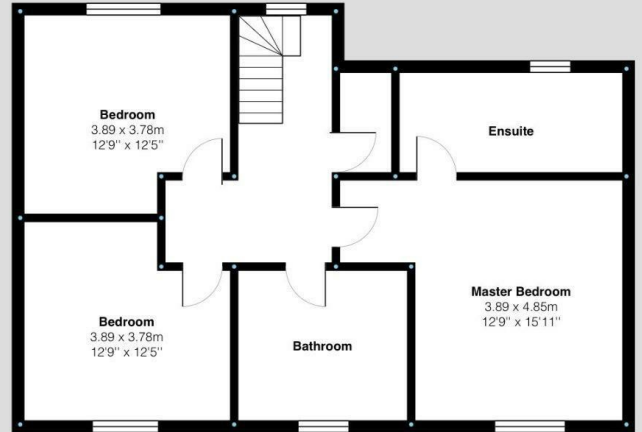 Bedroom
3.89 x 3.78m
12'9" x 12'5"
Ensuite
Master Bedroom
3.89 x 4.85m
12'9" x 15'11"
Bedroom
3.89 x 3.78m
12'9" x 12'5"
Bathroom